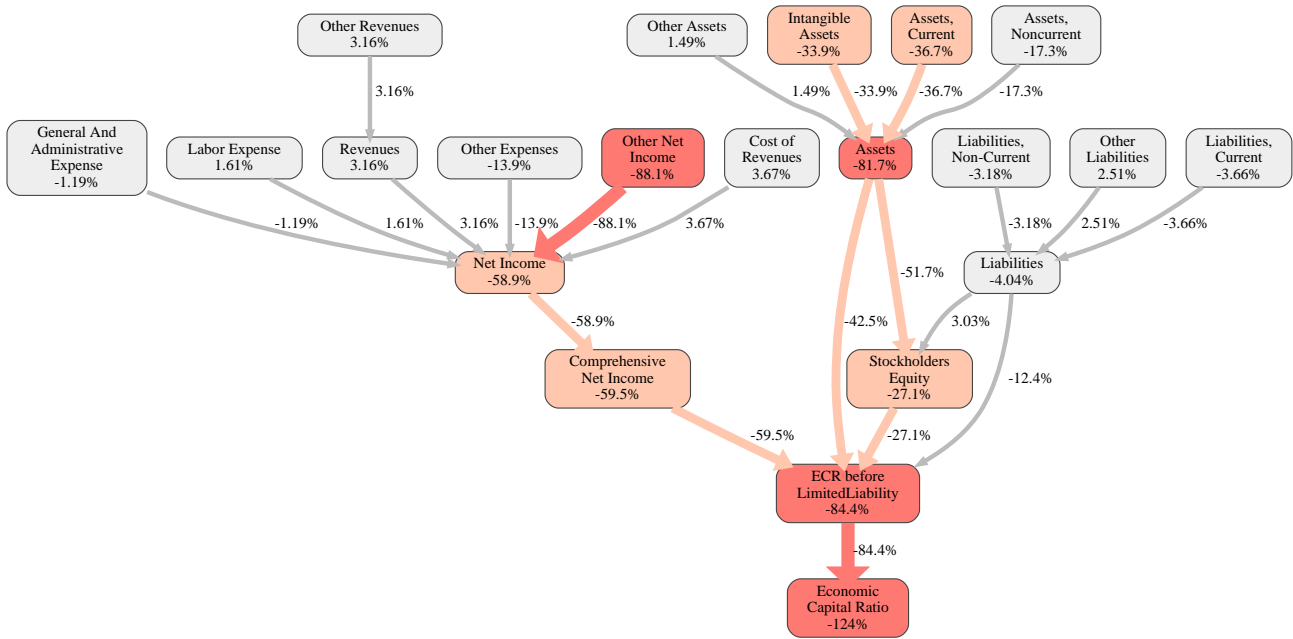 Other Revenues
3.16%
Other Assets
1.49%
Intangible
Assets
-33.9%
Assets,
Current
-36.7%
Assets,
Noncurrent
-17.3%
3.16%
1.49%
-33.9%
-36.7%
-17.3%
General And
Administrative
Expense
-1.19%
Labor Expense
1.61%
Revenues
3.16%
Other Expenses
-13.9%
Other Net
Income
-88.1%
Cost of
Revenues
3.67%
Assets
-81.7%
Liabilities,
Non-Current
-3.18%
Other
Liabilities
2.51%
Liabilities,
Current
-3.66%
-1.19%
1.61%
3.16%
-13.9%
-88.1%
3.67%
-3.18%
2.51%
-3.66%
Net Income
-58.9%
-51.7%
Liabilities
-4.04%
-58.9%
-42.5%
3.03%
Comprehensive
Net Income
-59.5%
Stockholders
Equity
-27.1%
-12.4%
-59.5%
-27.1%
ECR before
LimitedLiability
-84.4%
-84.4%
Economic
Capital Ratio
-124%